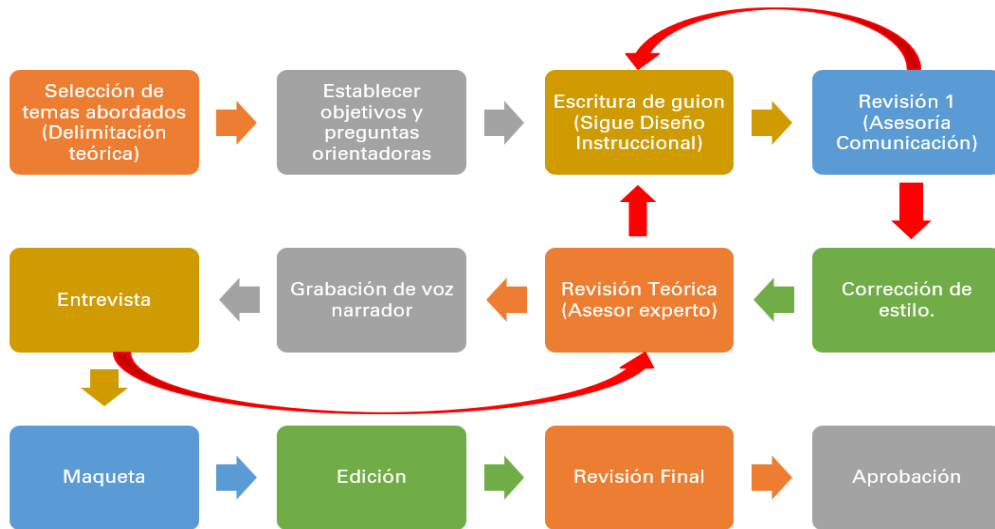 Selección de
temas abordados
(Delimitación
teórica)
Establecer
objetivos y
preguntas
orientadoras
Escritura de guion
(Sigue Diseño
Instruccional)
Revisión 1
(Asesoría
Comunicación)
Entrevista
Grabación de voz
narrador
Revisión Teórica
(Asesor experto)
Corrección de
estilo.
Maqueta
Edición
Revisión Final
Aprobación